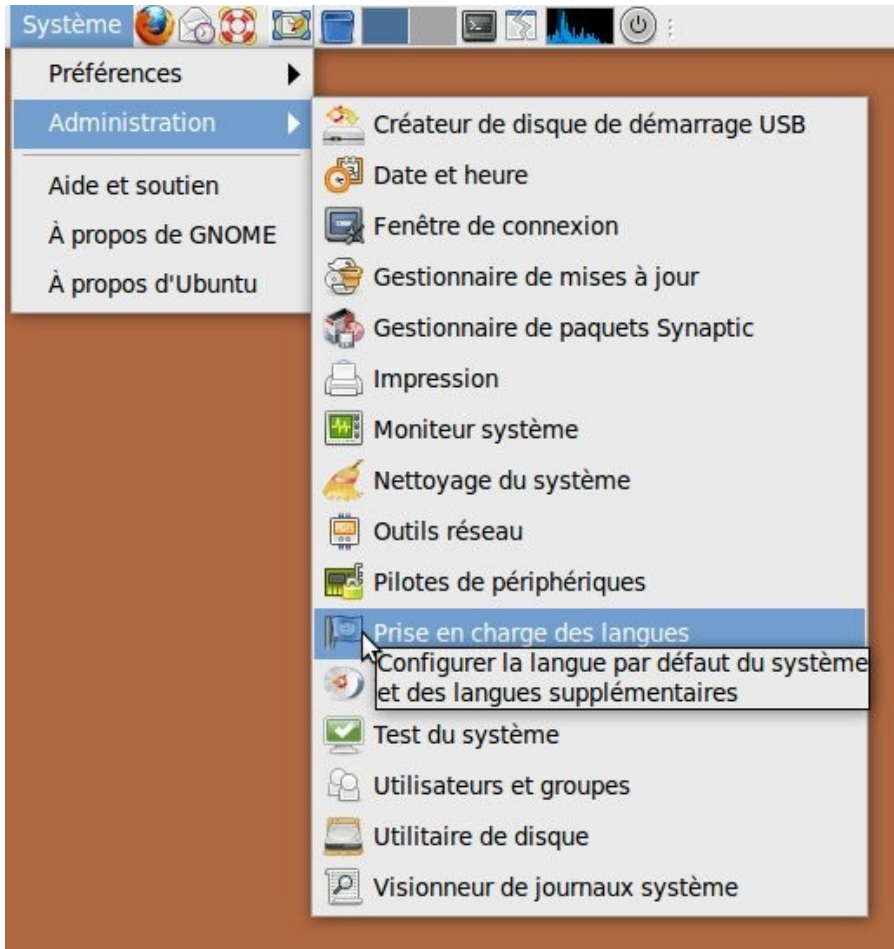 Système
Préférences
Administration
Aide et soutien
À propos de GNOME
À propos d'Ubuntu
Créateur de disque de démarrage USB
Date et heure
Fenêtre de connexion
Gestionnaire de mises à jour
Gestionnaire de paquets Synaptic
Impression
Moniteur système
Nettoyage du système
Outils réseau
Pilotes de périphériques
Prise en charge des langues
Configurer la langue par défaut du système
et des langues supplémentaires
Test du système
Utilisateurs et groupes
Utilitaire de disque
Visionneur de journaux système